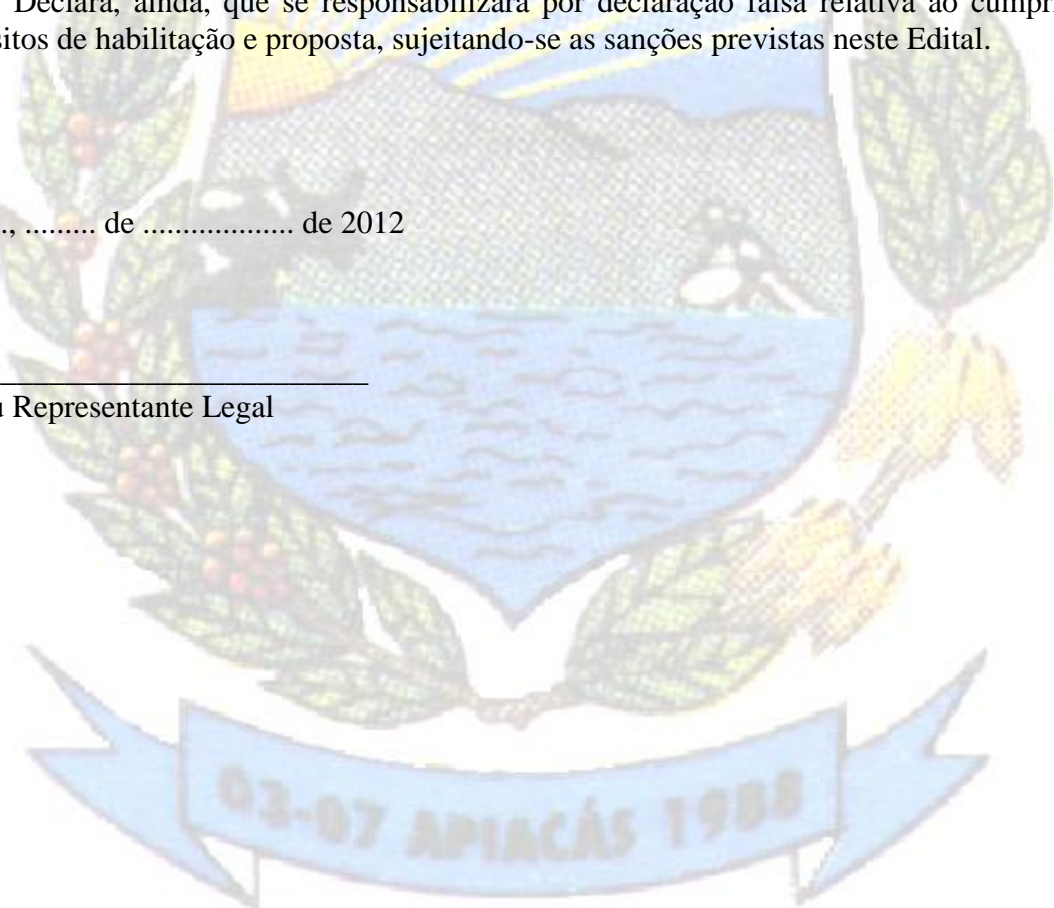 Declara, ainda, que se responsabilizará por declaração falsa relativa ao cumpri
sitos de habilitação e proposta, sujeitando-se as sanções previstas neste Edital.
., ......... de ................... de 2012
_______________________
u Representante Legal
03-07 APIACÁS 1988